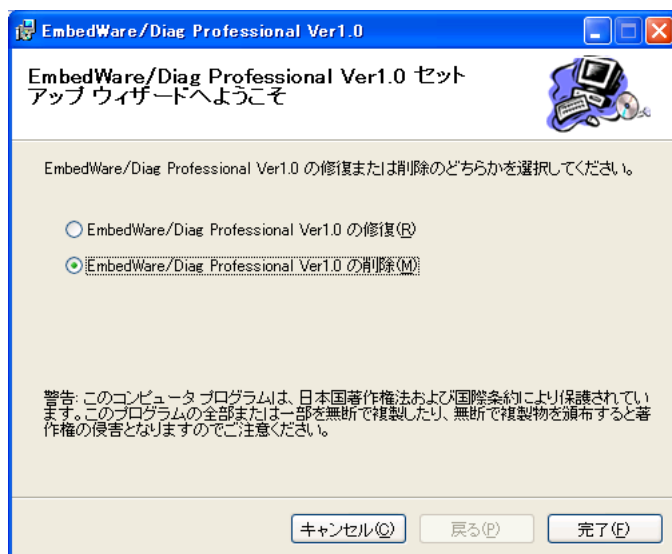 EmbedWare/Diag Professional Ver1.0
EmbedWare/Diag Professional Ver1.0 セット
アップ ウィザードへようこそ
EmbedWare/Diag Professional Ver1.0 の修復または削除のどちらかを選択してください。
EmbedWare/Diag Professional Ver1.0 の修復(R)
EmbedWare/Diag Professional Ver1.0 の削除(M)
警告: このコンピュータ プログラムは、日本国著作権法および国際条約により保護されてい
ます。このプログラムの全部または一部を無断で複製したり、無断で複製物を頒布すると著
作権の侵害となりますのでご注意ください。
キャンセル(C) 戻る(P) 完了(F)